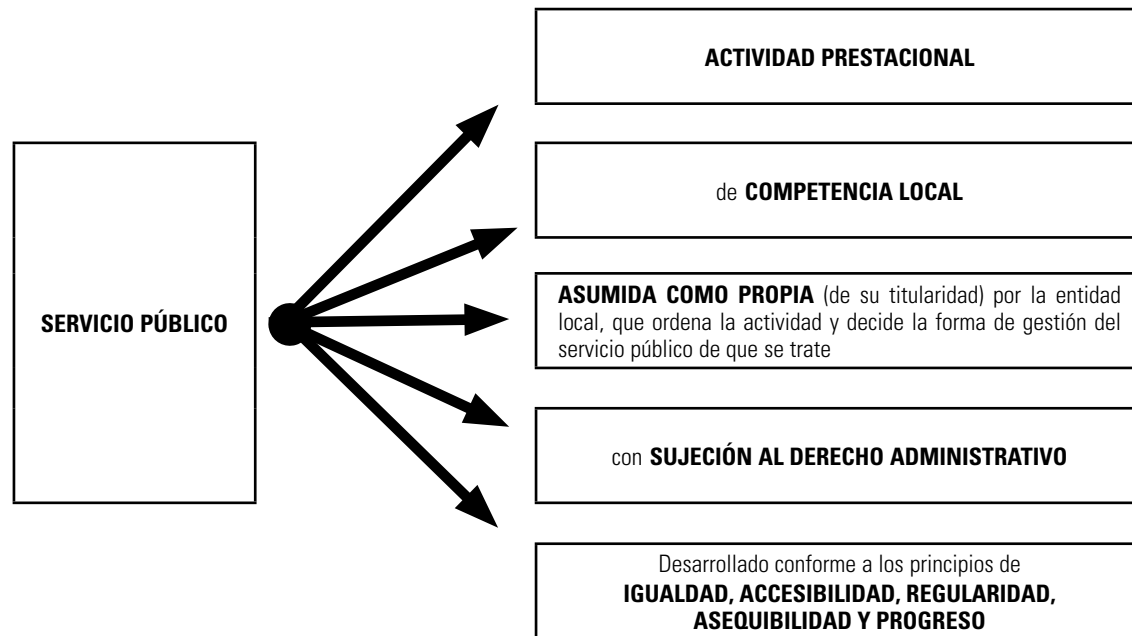 ACTIVIDAD PRESTACIONAL
de COMPETENCIA LOCAL
SERVICIO PÚBLICO
ASUMIDA COMO PROPIA (de su titularidad) por la entidad
local, que ordena la actividad y decide la forma de gestión del
servicio público de que se trate
con SUJECIÓN AL DERECHO ADMINISTRATIVO
Desarrollado conforme a los principios de
IGUALDAD, ACCESIBILIDAD, REGULARIDAD,
ASEQUIBILIDAD Y PROGRESO